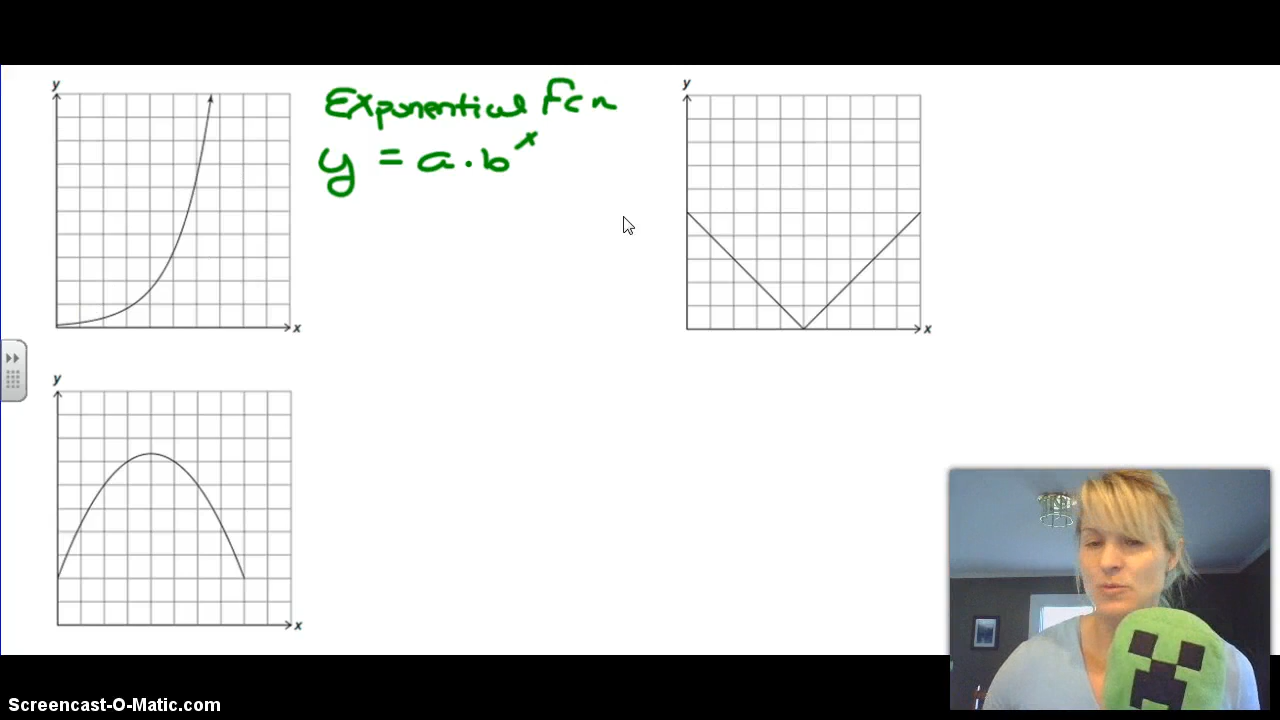 y
x
Exponential Fcn
y = a · b^x
y
x
y
x
Screencast-O-Matic.com